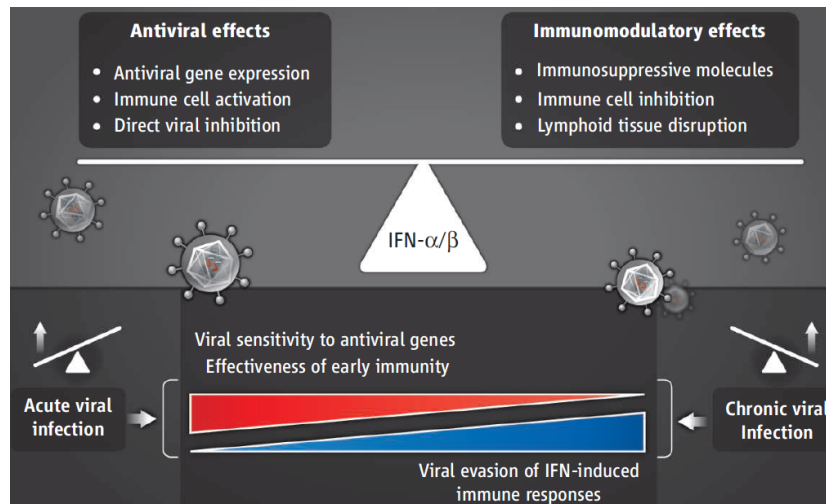 Antiviral effects
• Antiviral gene expression
• Immune cell activation
• Direct viral inhibition
Immunomodulatory effects
• Immunosuppressive molecules
• Immune cell inhibition
• Lymphoid tissue disruption
IFN-α/β
Viral sensitivity to antiviral genes
Effectiveness of early immunity
Acute viral
infection
Chronic viral
Infection
Viral evasion of IFN-induced
immune responses